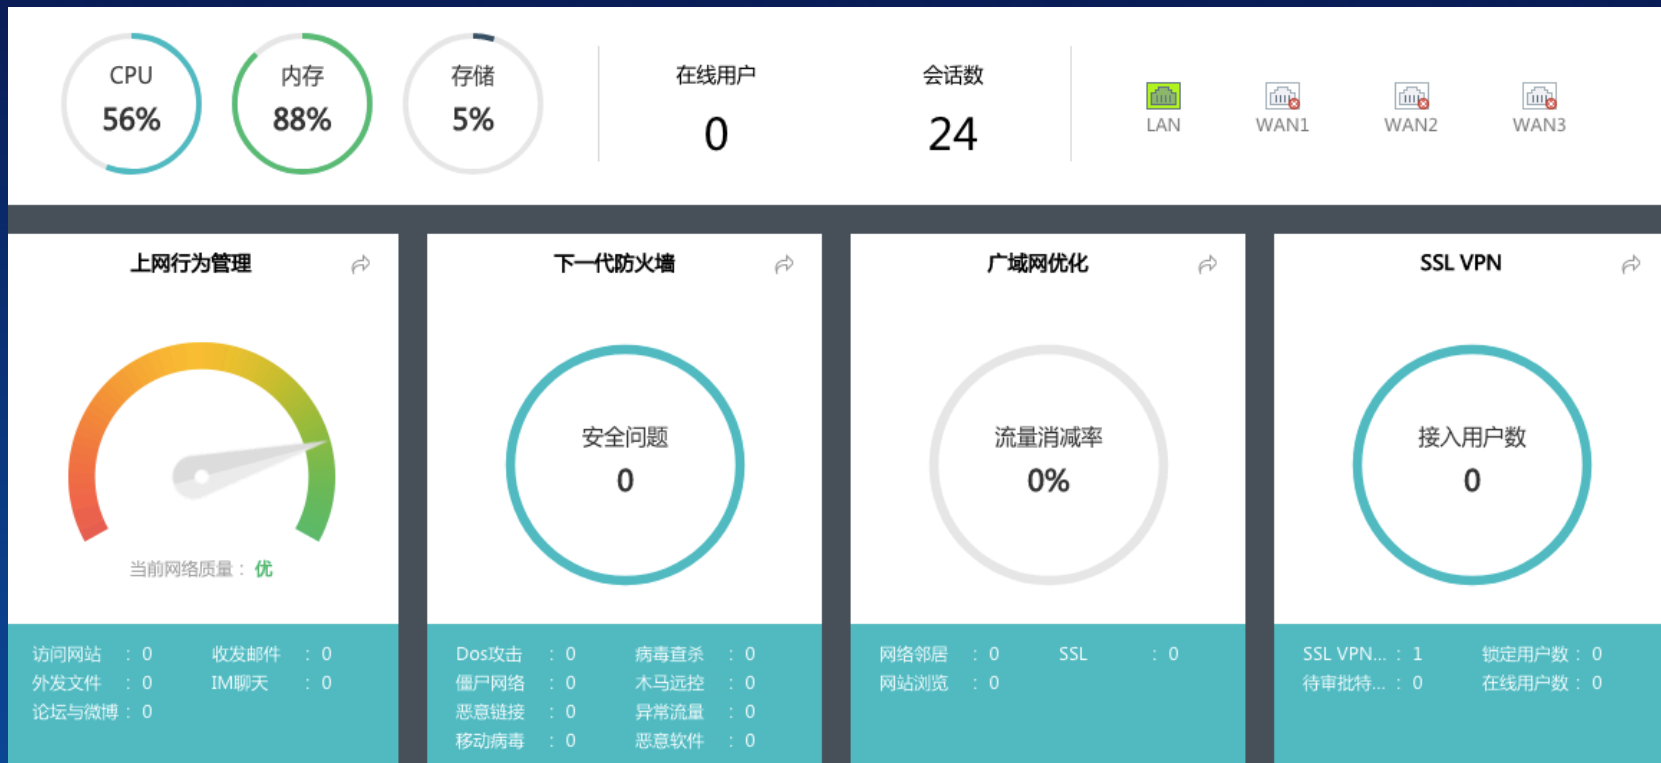 CPU
56%
内存
88%
存储
5%
在线用户
0
会话数
24
LAN
WAN1
WAN2
WAN3
上网行为管理
当前网络质量：优
访问网站 ：0 收发邮件 ：0
外发文件 ：0 IM聊天 ：0
论坛与微博：0
下一代防火墙
安全问题
0
Dos攻击 ：0 病毒查杀 ：0
僵尸网络 ：0 木马远控 ：0
恶意链接 ：0 异常流量 ：0
移动病毒 ：0 恶意软件 ：0
广域网优化
流量消减率
0%
网络邻居 ：0 SSL ：0
网站浏览 ：0
SSL VPN
接入用户数
0
SSL VPN...：1 锁定用户数：0
待审批特...：0 在线用户数：0